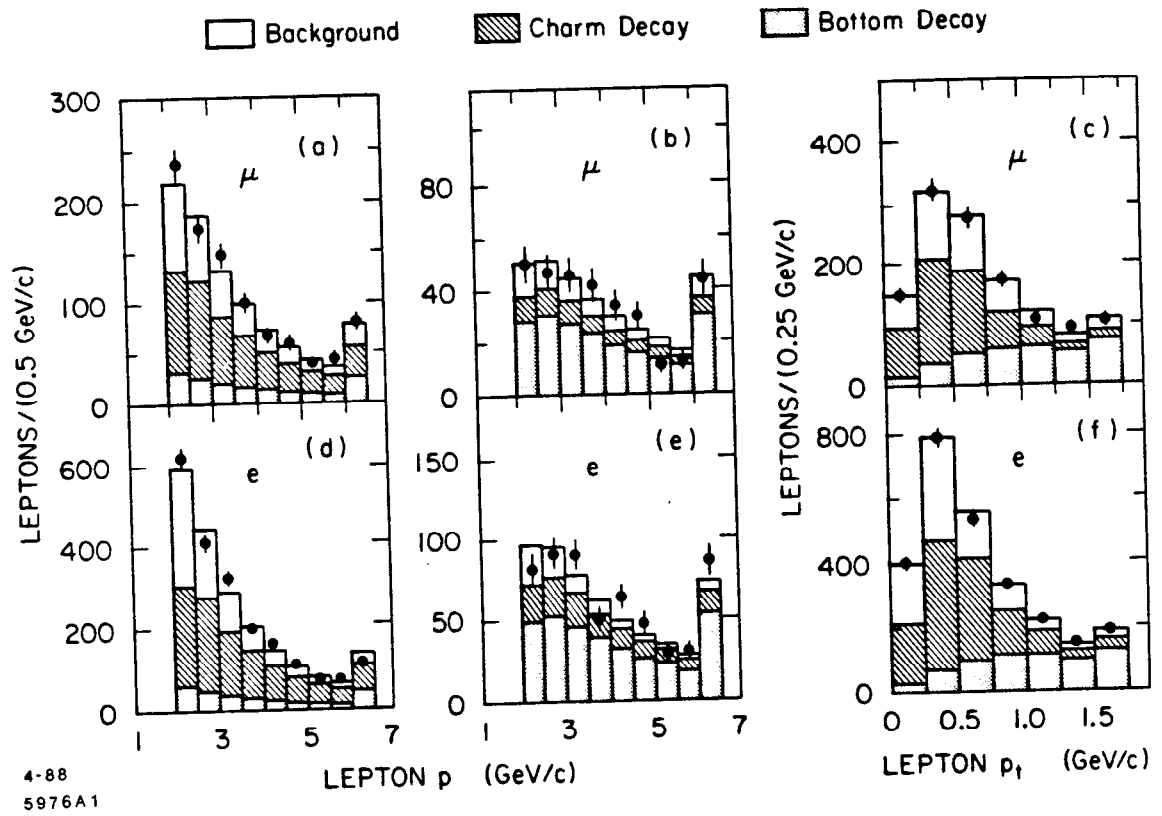 Background Charm Decay Bottom Decay
LEPTONS/(0.5 GeV/c)
300
200
100
0
(a)
μ
80
40
0
(b)
μ
LEPTONS/(0.25 GeV/c)
400
200
0
(c)
μ
600
400
200
0
(d)
e
150
100
50
0
(e)
e
800
400
0
(f)
e
1 3 5 7
1 3 5 7
0 0.5 1.0 1.5
LEPTON p (GeV/c)
LEPTON pt (GeV/c)
4-88
5976A1